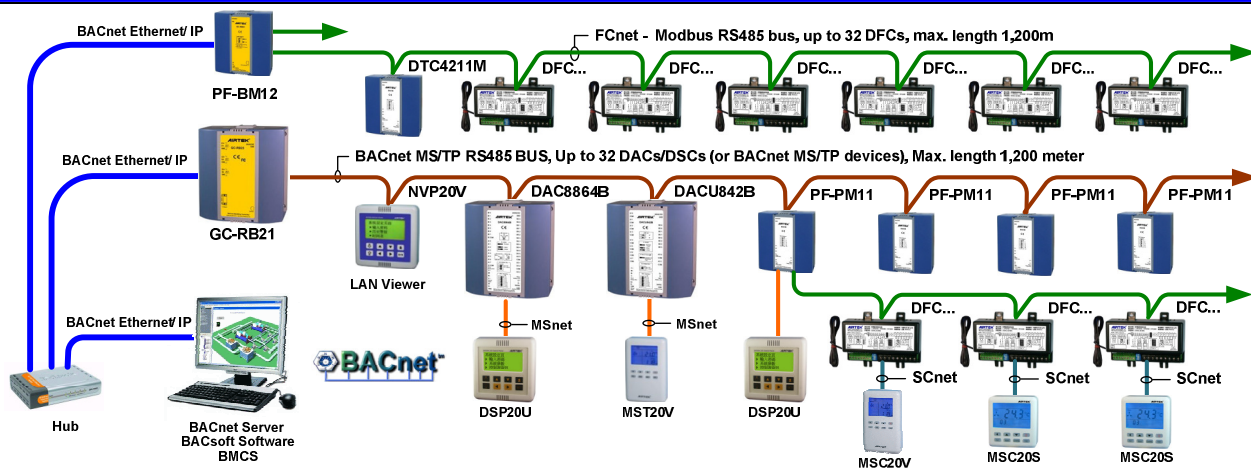 BACnet Ethernet/ IP
FCnet - Modbus RS485 bus, up to 32 DFCs, max. length 1,200m
DTC4211M
DFC...
DFC...
DFC...
DFC...
DFC...
DFC...
PF-BM12
AIRTEK
BACnet Ethernet/ IP
BACnet MS/TP RS485 BUS, Up to 32 DACs/DSCs (or BACnet MS/TP devices), Max. length 1,200 meter
NVP20V
DAC8864B
DACU842B
PF-PM11
PF-PM11
PF-PM11
PF-PM11
GC-RB21
LAN Viewer
BACnet Ethernet/ IP
MSnet
MSnet
DFC...
DFC...
DFC...
BACnet™
SCnet
SCnet
SCnet
Hub
BACnet Server
BACsoft Software
BMCS
DSP20U
MST20V
DSP20U
MSC20V
MSC20S
MSC20S